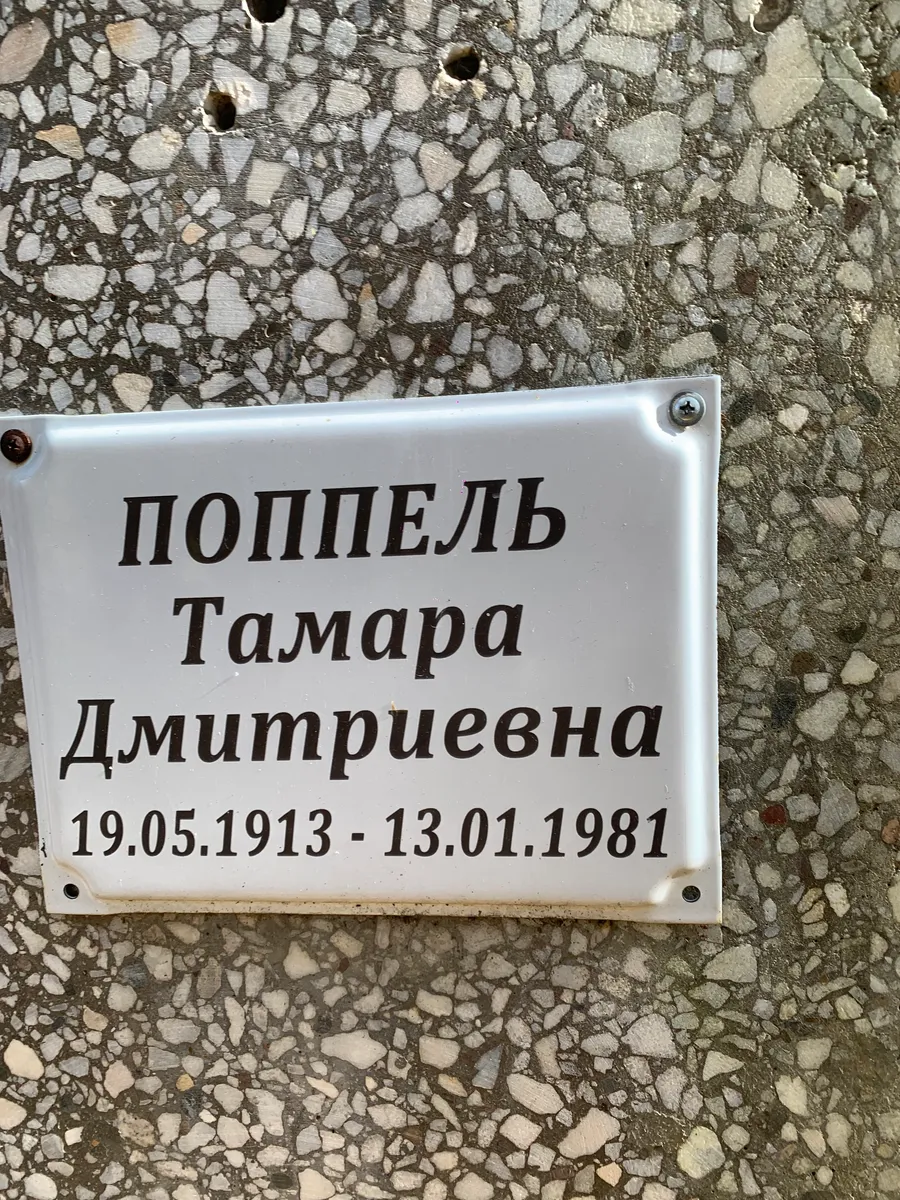 ПОППЕЛЬ
Тамара
Дмитриевна
19.05.1913 - 13.01.1981